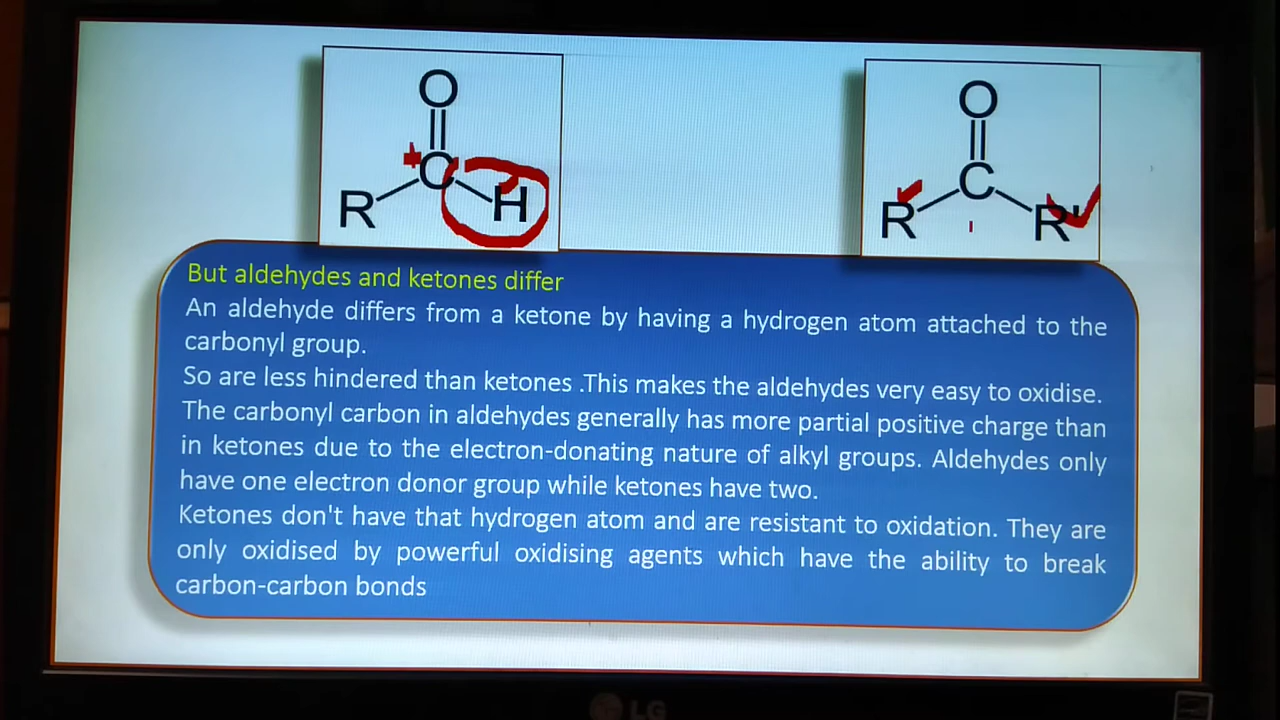 O
C
R
H
O
C
R
R'
But aldehydes and ketones differ
An aldehyde differs from a ketone by having a hydrogen atom attached to the
carbonyl group.
So are less hindered than ketones .This makes the aldehydes very easy to oxidise.
The carbonyl carbon in aldehydes generally has more partial positive charge than
in ketones due to the electron-donating nature of alkyl groups. Aldehydes only
have one electron donor group while ketones have two.
Ketones don't have that hydrogen atom and are resistant to oxidation. They are
only oxidised by powerful oxidising agents which have the ability to break
carbon-carbon bonds
LG